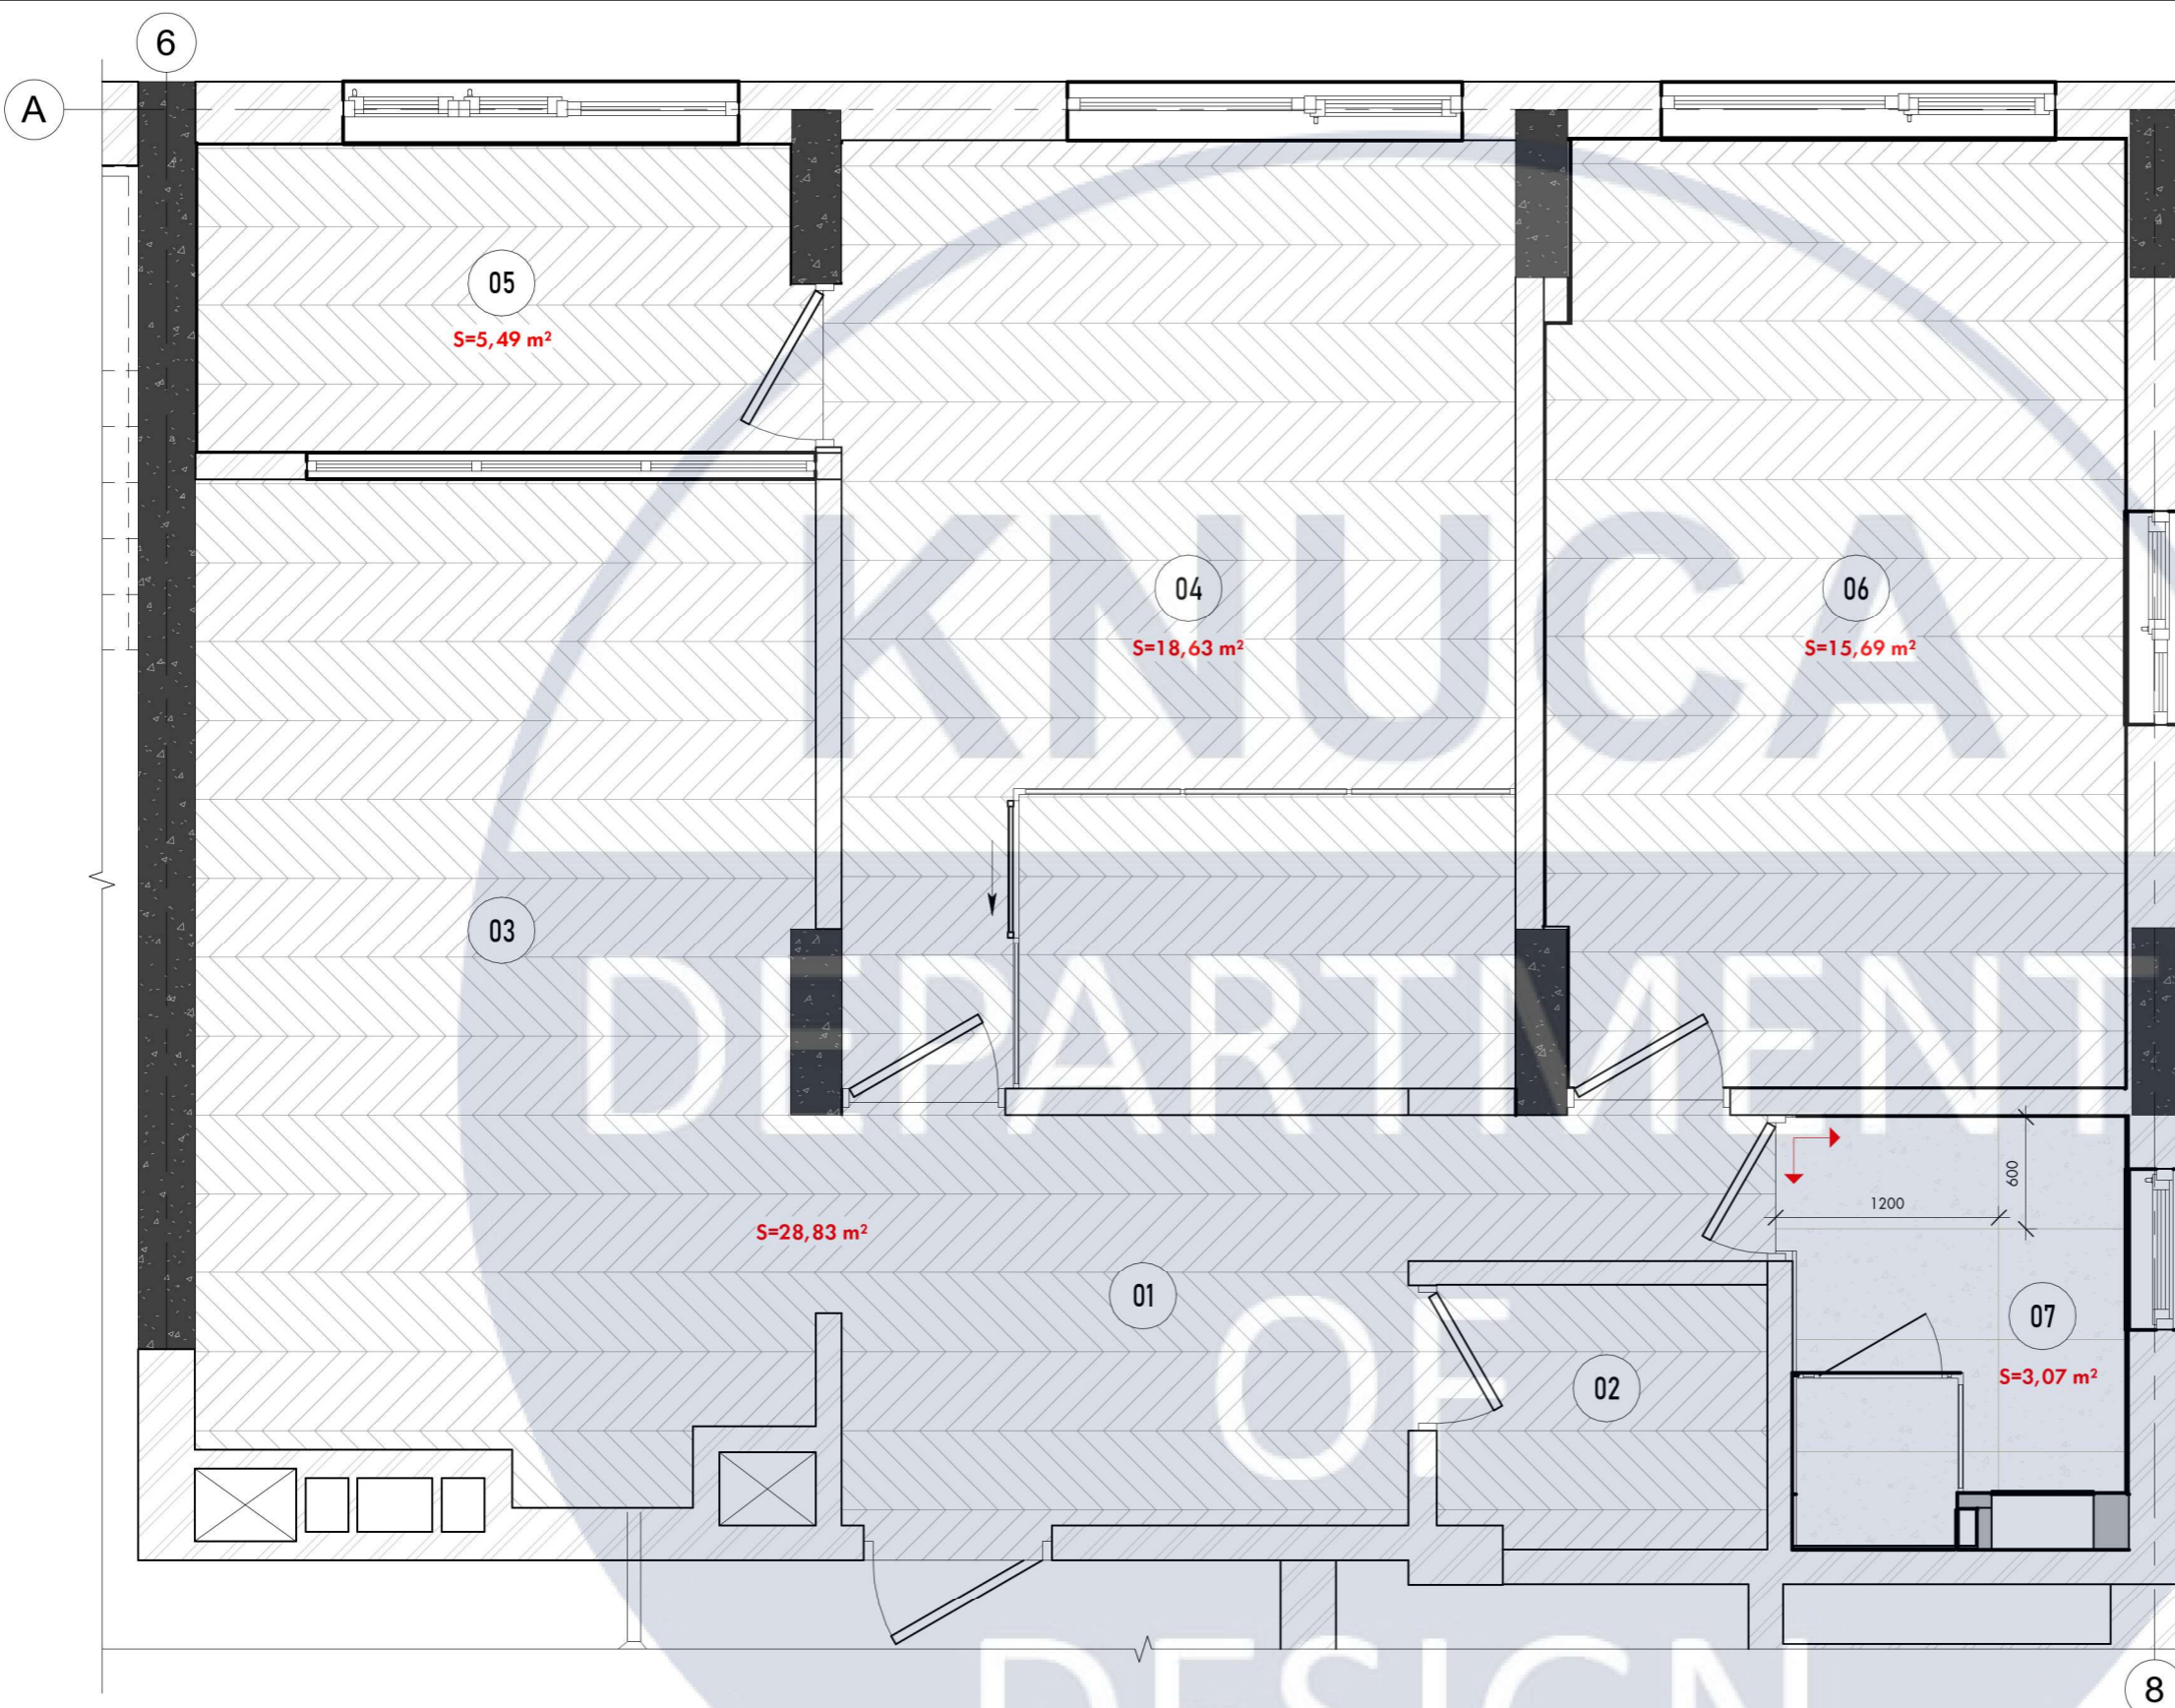 6
A
05
S=5,49 m²
04
S=18,63 m²
06
S=15,69 m²
KNUCA
03
DEPARTMENT
600
1200
S=28,83 m²
01
OF
02
07
S=3,07 m²
DESIGN
8